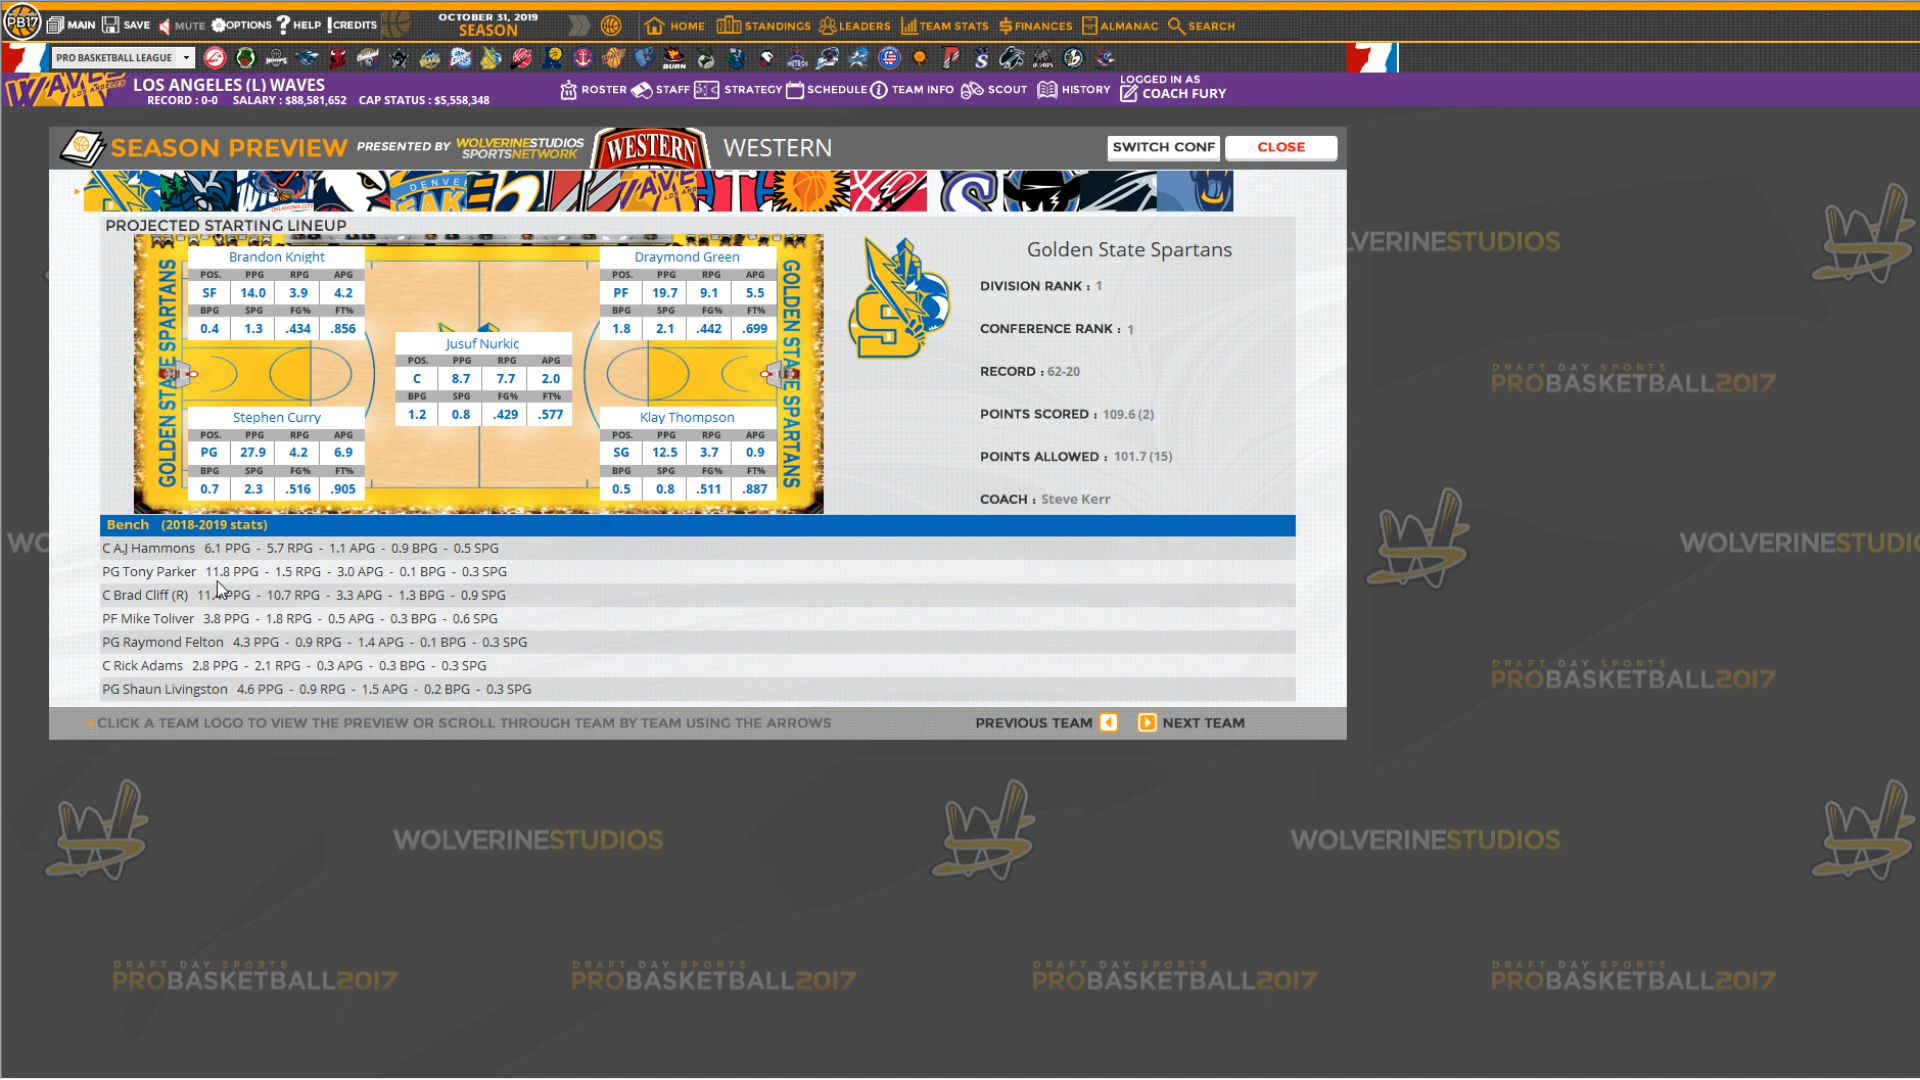 PB17 MAIN SAVE MUTE OPTIONS ? HELP ! CREDITS OCTOBER 31, 2019 SEASON HOME STANDINGS LEADERS TEAM STATS $ FINANCES ALMANAC SEARCH
PRO BASKETBALL LEAGUE
WAVES LOS ANGELES (L) WAVES
RECORD : 0-0 SALARY : $88,581,652 CAP STATUS : $5,558,348
ROSTER STAFF STRATEGY SCHEDULE TEAM INFO SCOUT HISTORY
LOGGED IN AS
COACH FURY
SEASON PREVIEW PRESENTED BY WOLVERINESTUDIOS SPORTSNETWORK WESTERN WESTERN SWITCH CONF CLOSE
PROJECTED STARTING LINEUP
GOLDEN STATE SPARTANS
Brandon Knight
POS. PPG RPG APG
SF 14.0 3.9 4.2
BPG SPG FG% FT%
0.4 1.3 .434 .856
Draymond Green
POS. PPG RPG APG
PF 19.7 9.1 5.5
BPG SPG FG% FT%
1.8 2.1 .442 .699
Jusuf Nurkic
POS. PPG RPG APG
C 8.7 7.7 2.0
BPG SPG FG% FT%
1.2 0.8 .429 .577
Stephen Curry
POS. PPG RPG APG
PG 27.9 4.2 6.9
BPG SPG FG% FT%
0.7 2.3 .516 .905
Klay Thompson
POS. PPG RPG APG
SG 12.5 3.7 0.9
BPG SPG FG% FT%
0.5 0.8 .511 .887
GOLDEN STATE SPARTANS
Golden State Spartans
DIVISION RANK : 1
CONFERENCE RANK : 1
RECORD : 62-20
POINTS SCORED : 109.6 (2)
POINTS ALLOWED : 101.7 (15)
COACH : Steve Kerr
Bench (2018-2019 stats)
C A.J Hammons 6.1 PPG - 5.7 RPG - 1.1 APG - 0.9 BPG - 0.5 SPG
PG Tony Parker 11.8 PPG - 1.5 RPG - 3.0 APG - 0.1 BPG - 0.3 SPG
C Brad Cliff (R) PPG - 10.7 RPG - 3.3 APG - 1.3 BPG - 0.9 SPG
PF Mike Toliver 3.8 PPG - 1.8 RPG - 0.5 APG - 0.3 BPG - 0.6 SPG
PG Raymond Felton 4.3 PPG - 0.9 RPG - 1.4 APG - 0.1 BPG - 0.3 SPG
C Rick Adams 2.8 PPG - 2.1 RPG - 0.3 APG - 0.3 BPG - 0.3 SPG
PG Shaun Livingston 4.6 PPG - 0.9 RPG - 1.5 APG - 0.2 BPG - 0.3 SPG
CLICK A TEAM LOGO TO VIEW THE PREVIEW OR SCROLL THROUGH TEAM BY TEAM USING THE ARROWS PREVIOUS TEAM NEXT TEAM
LVERINESTUDIOS
DRAFT DAY SPORTS
PROBASKETBALL2017
WO WOLVERINESTUDIO
DRAFT DAY SPORTS
PROBASKETBALL2017
WOLVERINESTUDIOS WOLVERINESTUDIOS
DRAFT DAY SPORTS DRAFT DAY SPORTS DRAFT DAY SPORTS DRAFT DAY SPORTS
PROBASKETBALL2017 PROBASKETBALL2017 PROBASKETBALL2017 PROBASKETBALL2017